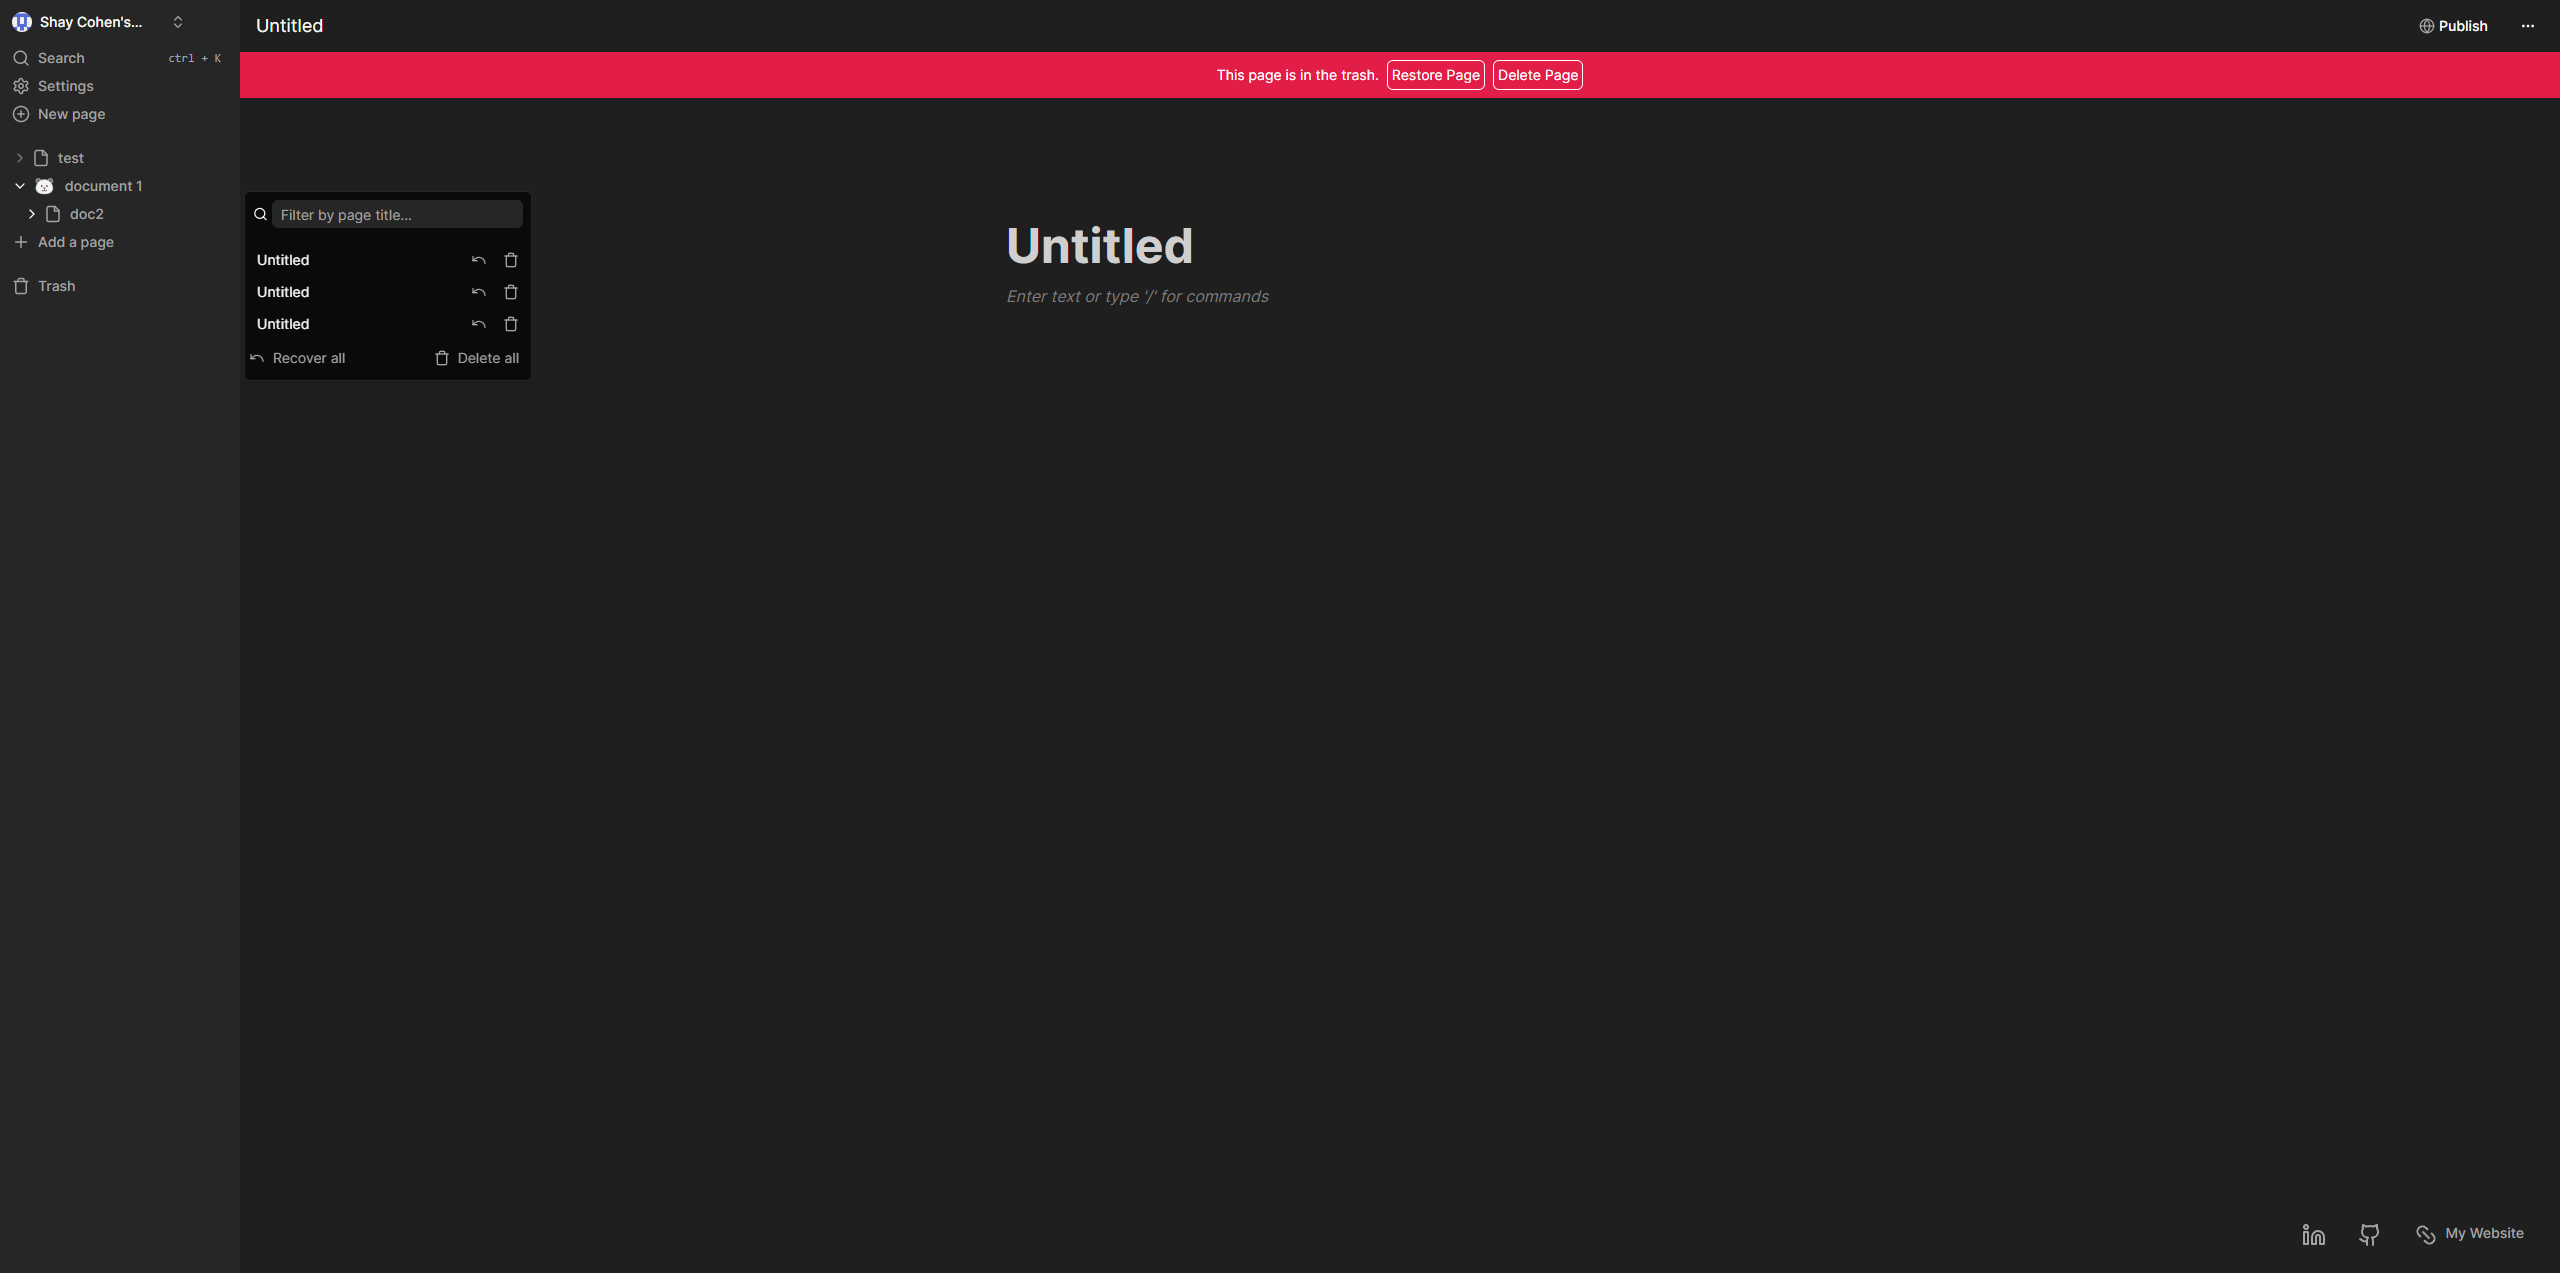 Shay Cohen's...
Search ctrl + K
Settings
New page
test
document 1
doc2
Add a page
Trash
Untitled
Publish
This page is in the trash. Restore Page Delete Page
Filter by page title...
Untitled
Untitled
Untitled
Recover all Delete all
Untitled
Enter text or type '/' for commands
in
My Website